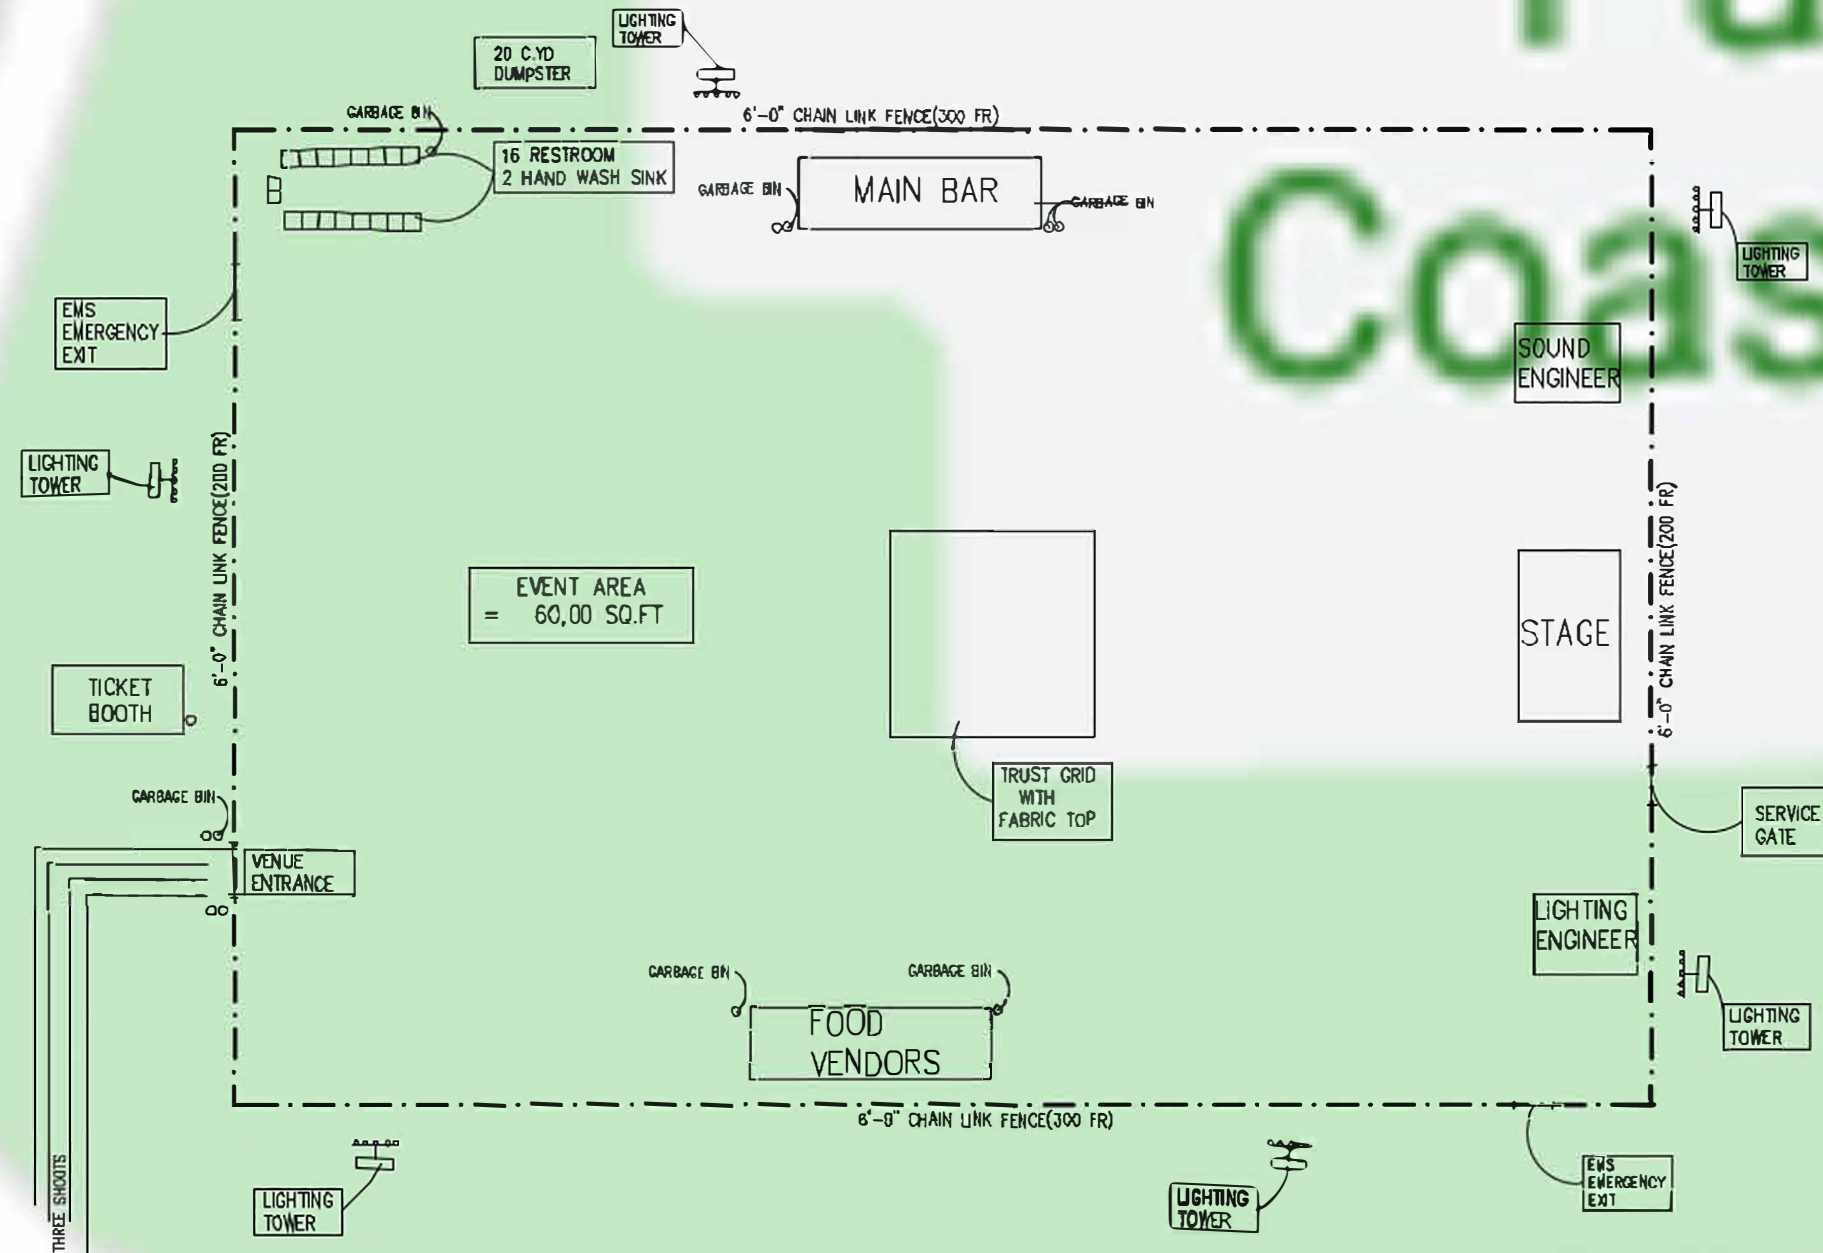 LIGHTING
TOWER
20 C.YD
DUMPSTER
GARBAGE BIN
6'-0" CHAIN LINK FENCE(300 FR)
16 RESTROOM
2 HAND WASH SINK
GARBAGE BIN
MAIN BAR
GARBAGE BIN
Coas
LIGHTING
TOWER
EMS
EMERGENCY
EXIT
SOUND
ENGINEER
LIGHTING
TOWER
6'-0" CHAIN LINK FENCE(200 FR)
6'-0" CHAIN LINK FENCE(200 FR)
EVENT AREA
= 60,00 SQ.FT
STAGE
TICKET
BOOTH
TRUST GRID
WITH
FABRIC TOP
GARBAGE BIN
SERVICE
GATE
VENUE
ENTRANCE
LIGHTING
ENGINEER
GARBAGE BIN
GARBAGE BIN
FOOD
VENDORS
LIGHTING
TOWER
6'-0" CHAIN LINK FENCE(300 FR)
THREE SHOOTS
LIGHTING
TOWER
LIGHTING
TOWER
EMS
EMERGENCY
EXIT